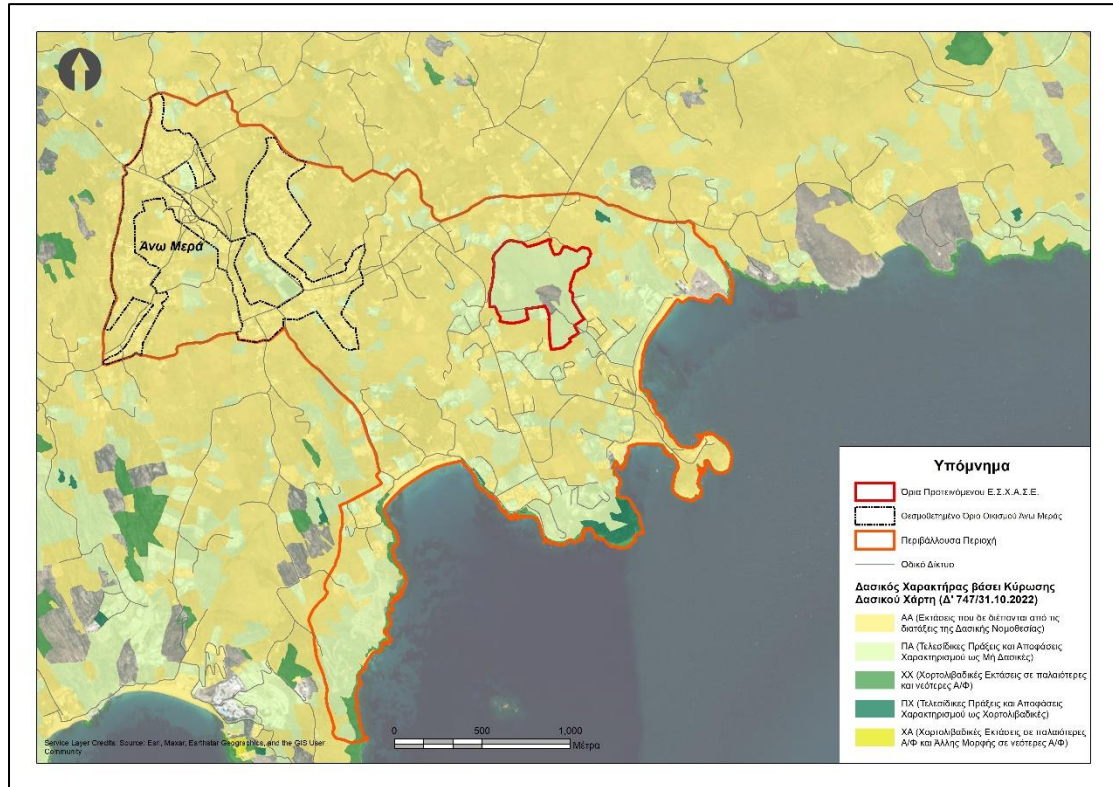 Άνω Μερά
Υπόμνημα
Όρια Προτεινόμενου Ε.Σ.Χ.Α.Σ.Ε.
Θεσμοθετημένο Όριο Οικισμού Άνω Μεράς
Περιβάλλουσα Περιοχή
Οδικό Δίκτυο
Δασικός Χαρακτήρας βάσει Κύρωσης
Δασικού Χάρτη (Δ' 747/31.10.2022)
ΑΑ (Εκτάσεις που δε διέπονται από τις
διατάξεις της Δασικής Νομοθεσίας)
ΠΑ (Τελεσίδικες Πράξεις και Αποφάσεις
Χαρακτηρισμού ως Μή Δασικές)
ΧΧ (Χορτολιβαδικές Εκτάσεις σε παλαιότερες
και νεότερες Α/Φ)
ΠΧ (Τελεσίδικες Πράξεις και Αποφάσεις
Χαρακτηρισμού ως Χορτολιβαδικές)
ΧΑ (Χορτολιβαδικές Εκτάσεις σε παλαιότερες
Α/Φ και Άλλης Μορφής σε νεότερες Α/Φ)
0 500 1,000
Μέτρα
Service Layer Credits: Source: Esri, Maxar, Earthstar Geographics, and the GIS User
Community